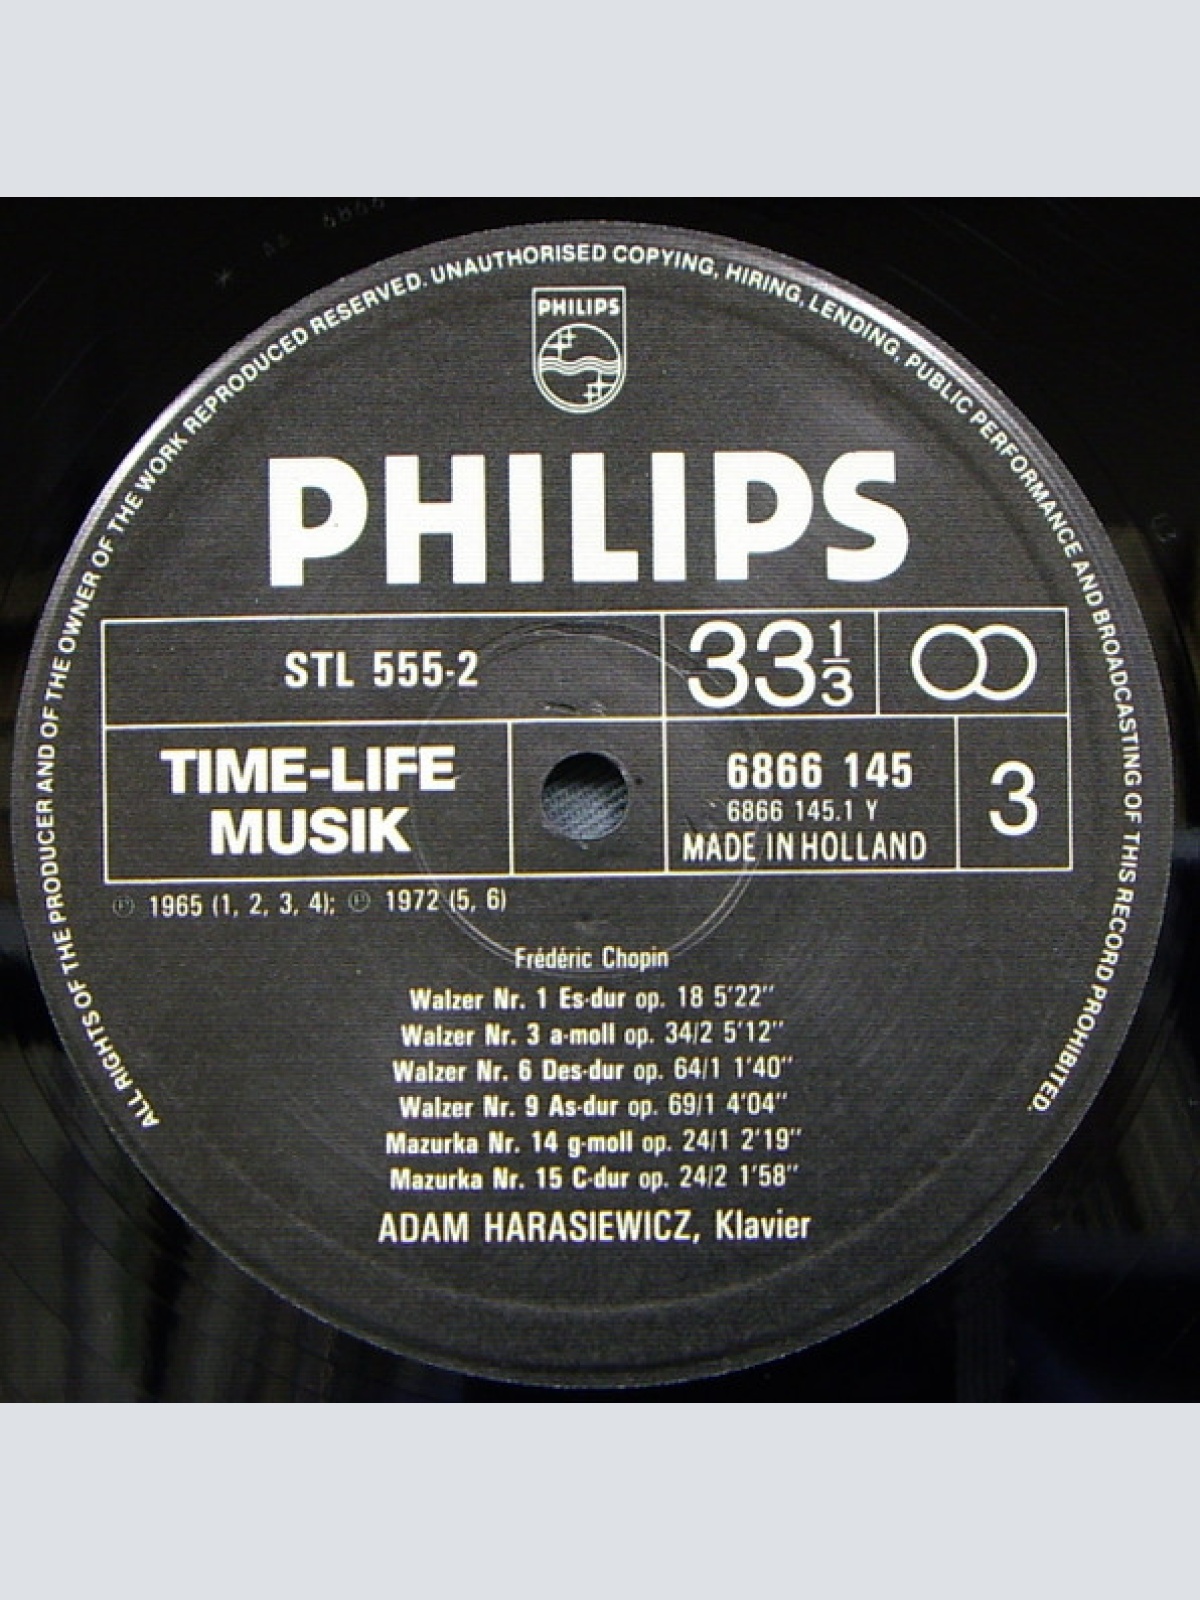 ALL RIGHTS OF THE PRODUCER AND OF THE OWNER OF THE WORK REPRODUCED RESERVED. UNAUTHORISED COPYING, HIRING, LENDING, PUBLIC PERFORMANCE AND BROADCASTING OF THIS RECORD PROHIBITED.
PHILIPS
PHILIPS
STL 555-2
33 1/3
TIME-LIFE
MUSIK
6866 145
6866 145.1 Y
MADE IN HOLLAND
3
℗ 1965 (1, 2, 3, 4); ℗ 1972 (5, 6)
Frédéric Chopin
Walzer Nr. 1 Es-dur op. 18 5'22"
Walzer Nr. 3 a-moll op. 34/2 5'12"
Walzer Nr. 6 Des-dur op. 64/1 1'40"
Walzer Nr. 9 As-dur op. 69/1 4'04"
Mazurka Nr. 14 g-moll op. 24/1 2'19"
Mazurka Nr. 15 C-dur op. 24/2 1'58"
ADAM HARASIEWICZ, Klavier